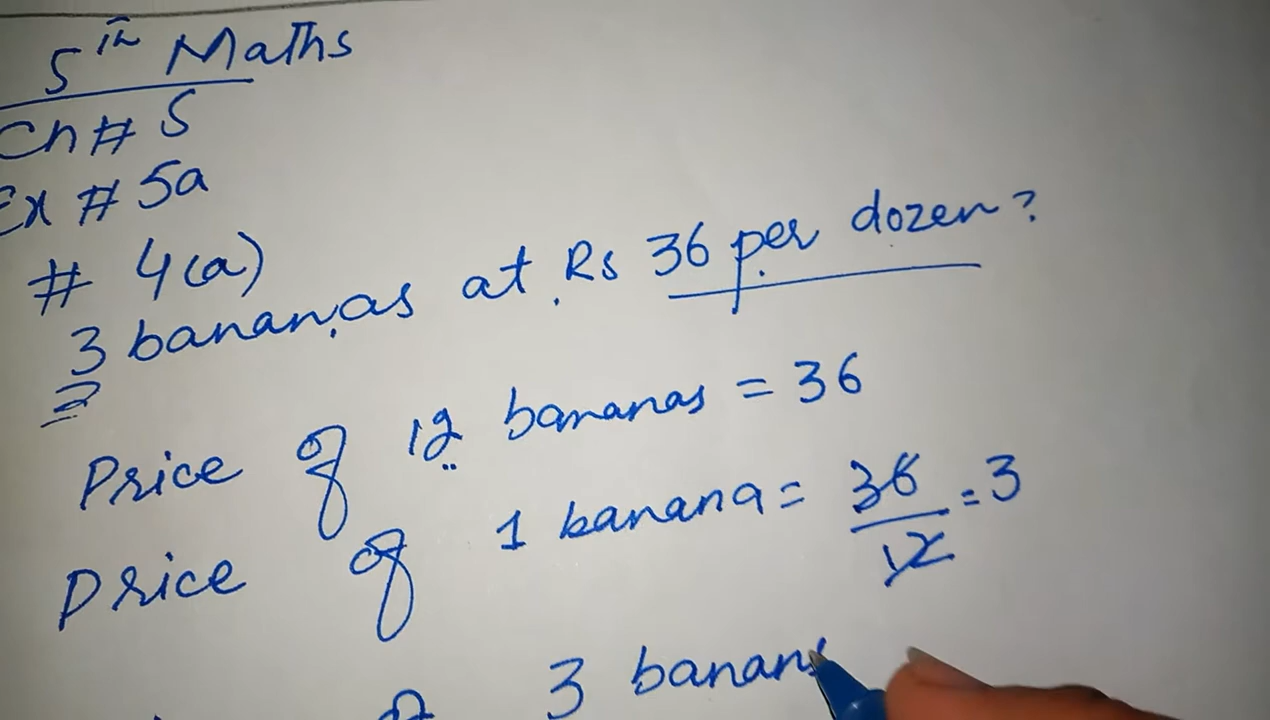 5th Maths
Ch # 5
Ex # 5a
# 4(a)
3 bananas at Rs 36 per dozen?
Price of 12 bananas = 36
Price of 1 banana = 36/12 = 3
3 banan